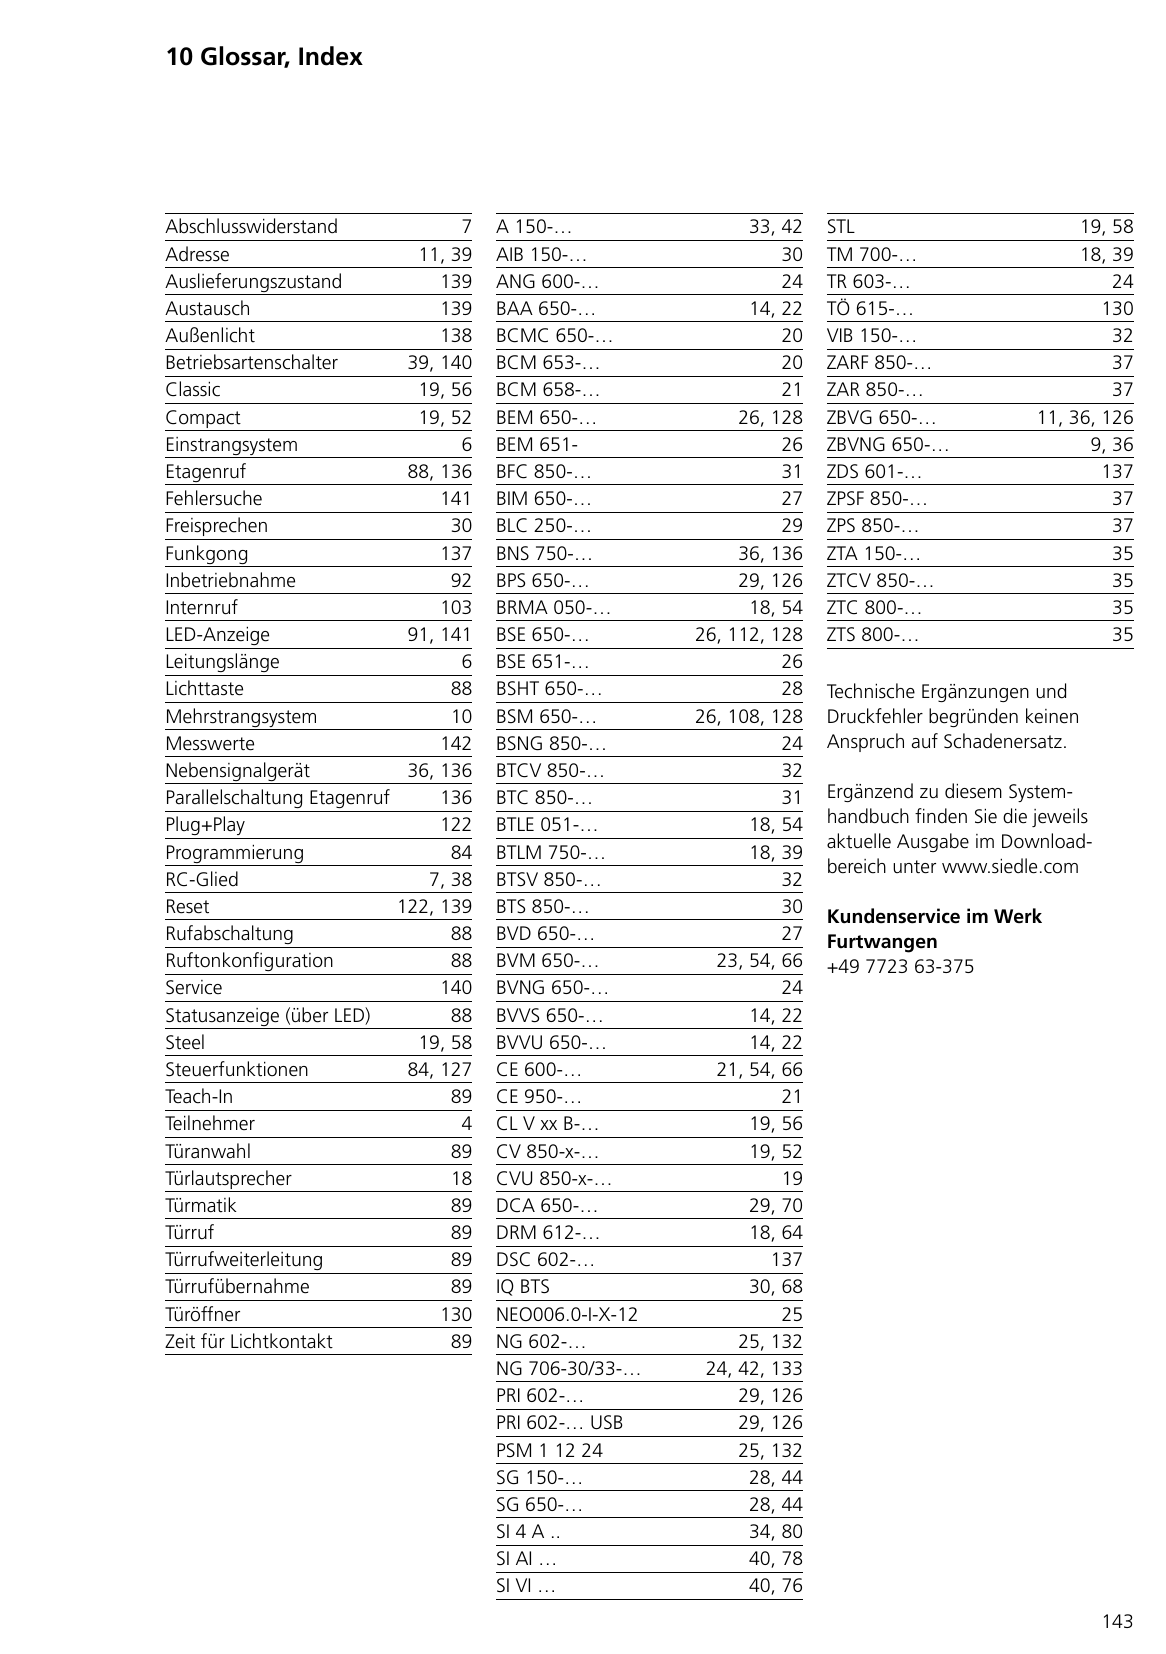 10 Glossar, Index
Abschlusswiderstand 7
Adresse 11, 39
Auslieferungszustand 139
Austausch 139
Außenlicht 138
Betriebsartenschalter 39, 140
Classic 19, 56
Compact 19, 52
Einstrangsystem 6
Etagenruf 88, 136
Fehlersuche 141
Freisprechen 30
Funkgong 137
Inbetriebnahme 92
Internruf 103
LED-Anzeige 91, 141
Leitungslänge 6
Lichttaste 88
Mehrstrangsystem 10
Messwerte 142
Nebensignalgerät 36, 136
Parallelschaltung Etagenruf 136
Plug+Play 122
Programmierung 84
RC-Glied 7, 38
Reset 122, 139
Rufabschaltung 88
Ruftonkonfiguration 88
Service 140
Statusanzeige (über LED) 88
Steel 19, 58
Steuerfunktionen 84, 127
Teach-In 89
Teilnehmer 4
Türanwahl 89
Türlautsprecher 18
Türmatik 89
Türruf 89
Türrufweiterleitung 89
Türrufübernahme 89
Türöffner 130
Zeit für Lichtkontakt 89
A 150-… 33, 42
AIB 150-… 30
ANG 600-… 24
BAA 650-… 14, 22
BCMC 650-… 20
BCM 653-… 20
BCM 658-… 21
BEM 650-… 26, 128
BEM 651- 26
BFC 850-… 31
BIM 650-… 27
BLC 250-… 29
BNS 750-… 36, 136
BPS 650-… 29, 126
BRMA 050-… 18, 54
BSE 650-… 26, 112, 128
BSE 651-… 26
BSHT 650-… 28
BSM 650-… 26, 108, 128
BSNG 850-… 24
BTCV 850-… 32
BTC 850-… 31
BTLE 051-… 18, 54
BTLM 750-… 18, 39
BTSV 850-… 32
BTS 850-… 30
BVD 650-… 27
BVM 650-… 23, 54, 66
BVNG 650-… 24
BVVS 650-… 14, 22
BVVU 650-… 14, 22
CE 600-… 21, 54, 66
CE 950-… 21
CL V xx B-… 19, 56
CV 850-x-… 19, 52
CVU 850-x-… 19
DCA 650-… 29, 70
DRM 612-… 18, 64
DSC 602-… 137
IQ BTS 30, 68
NEO006.0-I-X-12 25
NG 602-… 25, 132
NG 706-30/33-… 24, 42, 133
PRI 602-… 29, 126
PRI 602-… USB 29, 126
PSM 1 12 24 25, 132
SG 150-… 28, 44
SG 650-… 28, 44
SI 4 A .. 34, 80
SI AI … 40, 78
SI VI … 40, 76
STL 19, 58
TM 700-… 18, 39
TR 603-… 24
TÖ 615-… 130
VIB 150-… 32
ZARF 850-… 37
ZAR 850-… 37
ZBVG 650-… 11, 36, 126
ZBVNG 650-… 9, 36
ZDS 601-… 137
ZPSF 850-… 37
ZPS 850-… 37
ZTA 150-… 35
ZTCV 850-… 35
ZTC 800-… 35
ZTS 800-… 35
Technische Ergänzungen und
Druckfehler begründen keinen
Anspruch auf Schadenersatz.
Ergänzend zu diesem System-
handbuch finden Sie die jeweils
aktuelle Ausgabe im Download-
bereich unter www.siedle.com
Kundenservice im Werk
Furtwangen
+49 7723 63-375
143